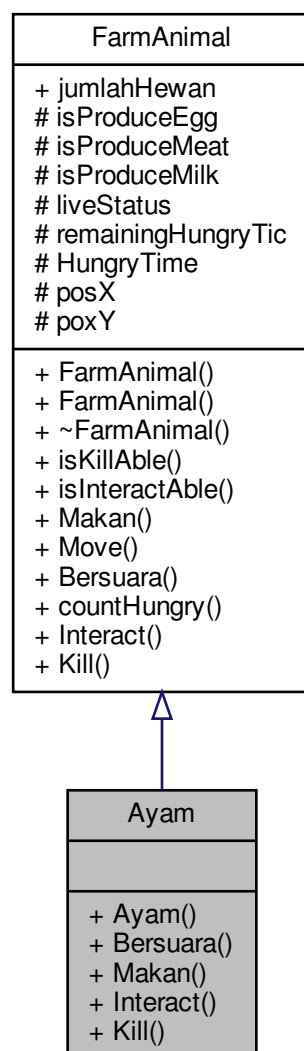 FarmAnimal
+ jumlahHewan
# isProduceEgg
# isProduceMeat
# isProduceMilk
# liveStatus
# remainingHungryTic
# HungryTime
# posX
# poxY
+ FarmAnimal()
+ FarmAnimal()
+ ~FarmAnimal()
+ isKillAble()
+ isInteractAble()
+ Makan()
+ Move()
+ Bersuara()
+ countHungry()
+ Interact()
+ Kill()
Ayam
+ Ayam()
+ Bersuara()
+ Makan()
+ Interact()
+ Kill()